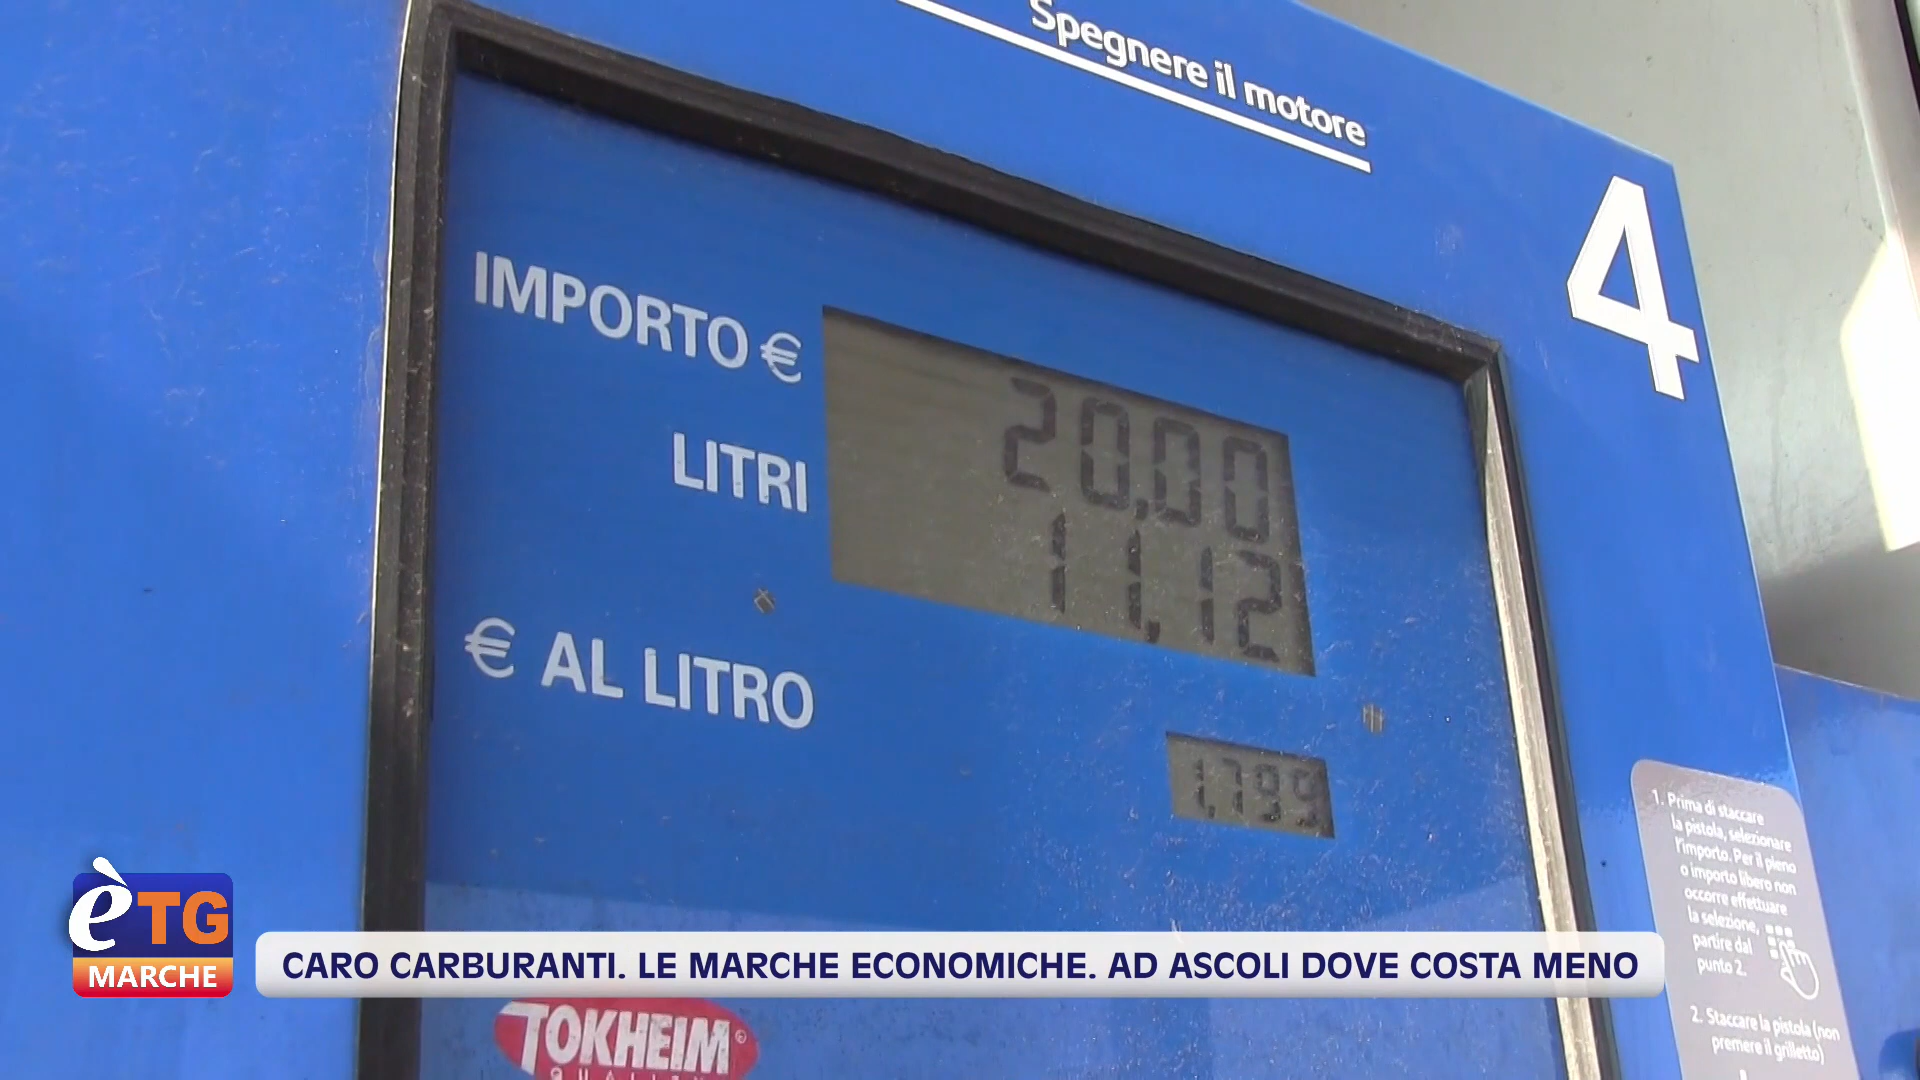 Spegnere il motore
4
IMPORTO € 20,00
LITRI 11,12
€ AL LITRO 1,799
1. Prima di staccare
la pistola, selezionare
l'importo. Per il pieno
o importo libero non
occorre effettuare
la selezione,
partire dal
punto 2.
2. Staccare la pistola (non
premere il grilletto)
èTG
MARCHE
CARO CARBURANTI. LE MARCHE ECONOMICHE. AD ASCOLI DOVE COSTA MENO
TOKHEIM